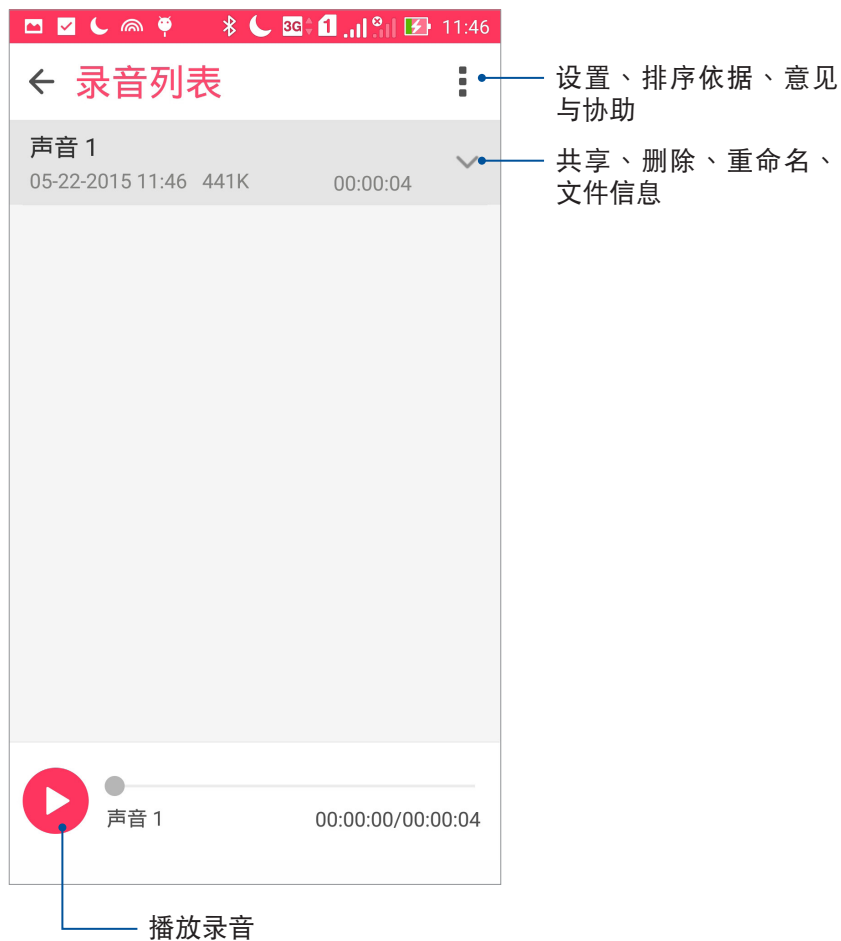 3G 1 11:46
录音列表
设置、排序依据、意见
与协助
声音 1
05-22-2015 11:46 441K 00:00:04
共享、删除、重命名、
文件信息
声音 1 00:00:00/00:00:04
播放录音